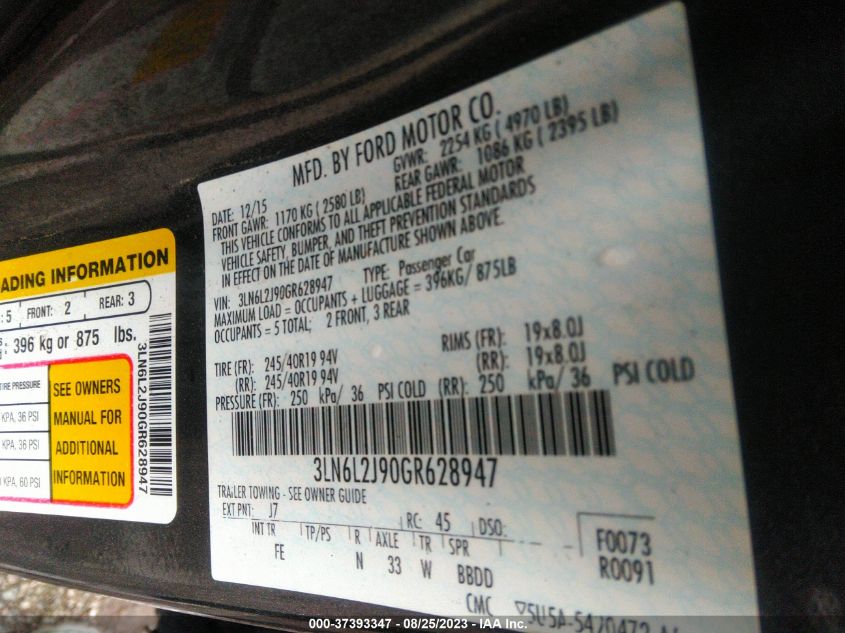 ADING INFORMATION
: 5 FRONT: 2 REAR: 3
: 396 kg or 875 lbs.
TIRE PRESSURE
KPA, 36 PSI
KPA, 36 PSI
KPA, 60 PSI
SEE OWNERS
MANUAL FOR
ADDITIONAL
INFORMATION
3LN6L2J90GR628947
MFD. BY FORD MOTOR CO.
DATE: 12/15 GVWR: 2254 KG ( 4970 LB)
FRONT GAWR: 1170 KG ( 2580 LB) REAR GAWR: 1086 KG ( 2395 LB)
THIS VEHICLE CONFORMS TO ALL APPLICABLE FEDERAL MOTOR
VEHICLE SAFETY, BUMPER, AND THEFT PREVENTION STANDARDS
IN EFFECT ON THE DATE OF MANUFACTURE SHOWN ABOVE.
VIN: 3LN6L2J90GR628947 TYPE: Passenger Car
MAXIMUM LOAD = OCCUPANTS + LUGGAGE = 396KG/ 875LB
OCCUPANTS = 5 TOTAL; 2 FRONT, 3 REAR
TIRE (FR): 245/40R19 94V RIMS (FR): 19x8.0J
(RR): 245/40R19 94V (RR): 19x8.0J
PRESSURE (FR): 250 kPa/ 36 PSI COLD (RR): 250 kPa/ 36 PSI COLD
3LN6L2J90GR628947
TRAILER TOWING - SEE OWNER GUIDE
EXT PNT: J7 RC: 45 DSO: F0073
INT TR TP/PS R AXLE TR SPR R0091
FE N 33 W BBDD
CMC 5U5A-5420472
000-37393347 - 08/25/2023 - IAA Inc.